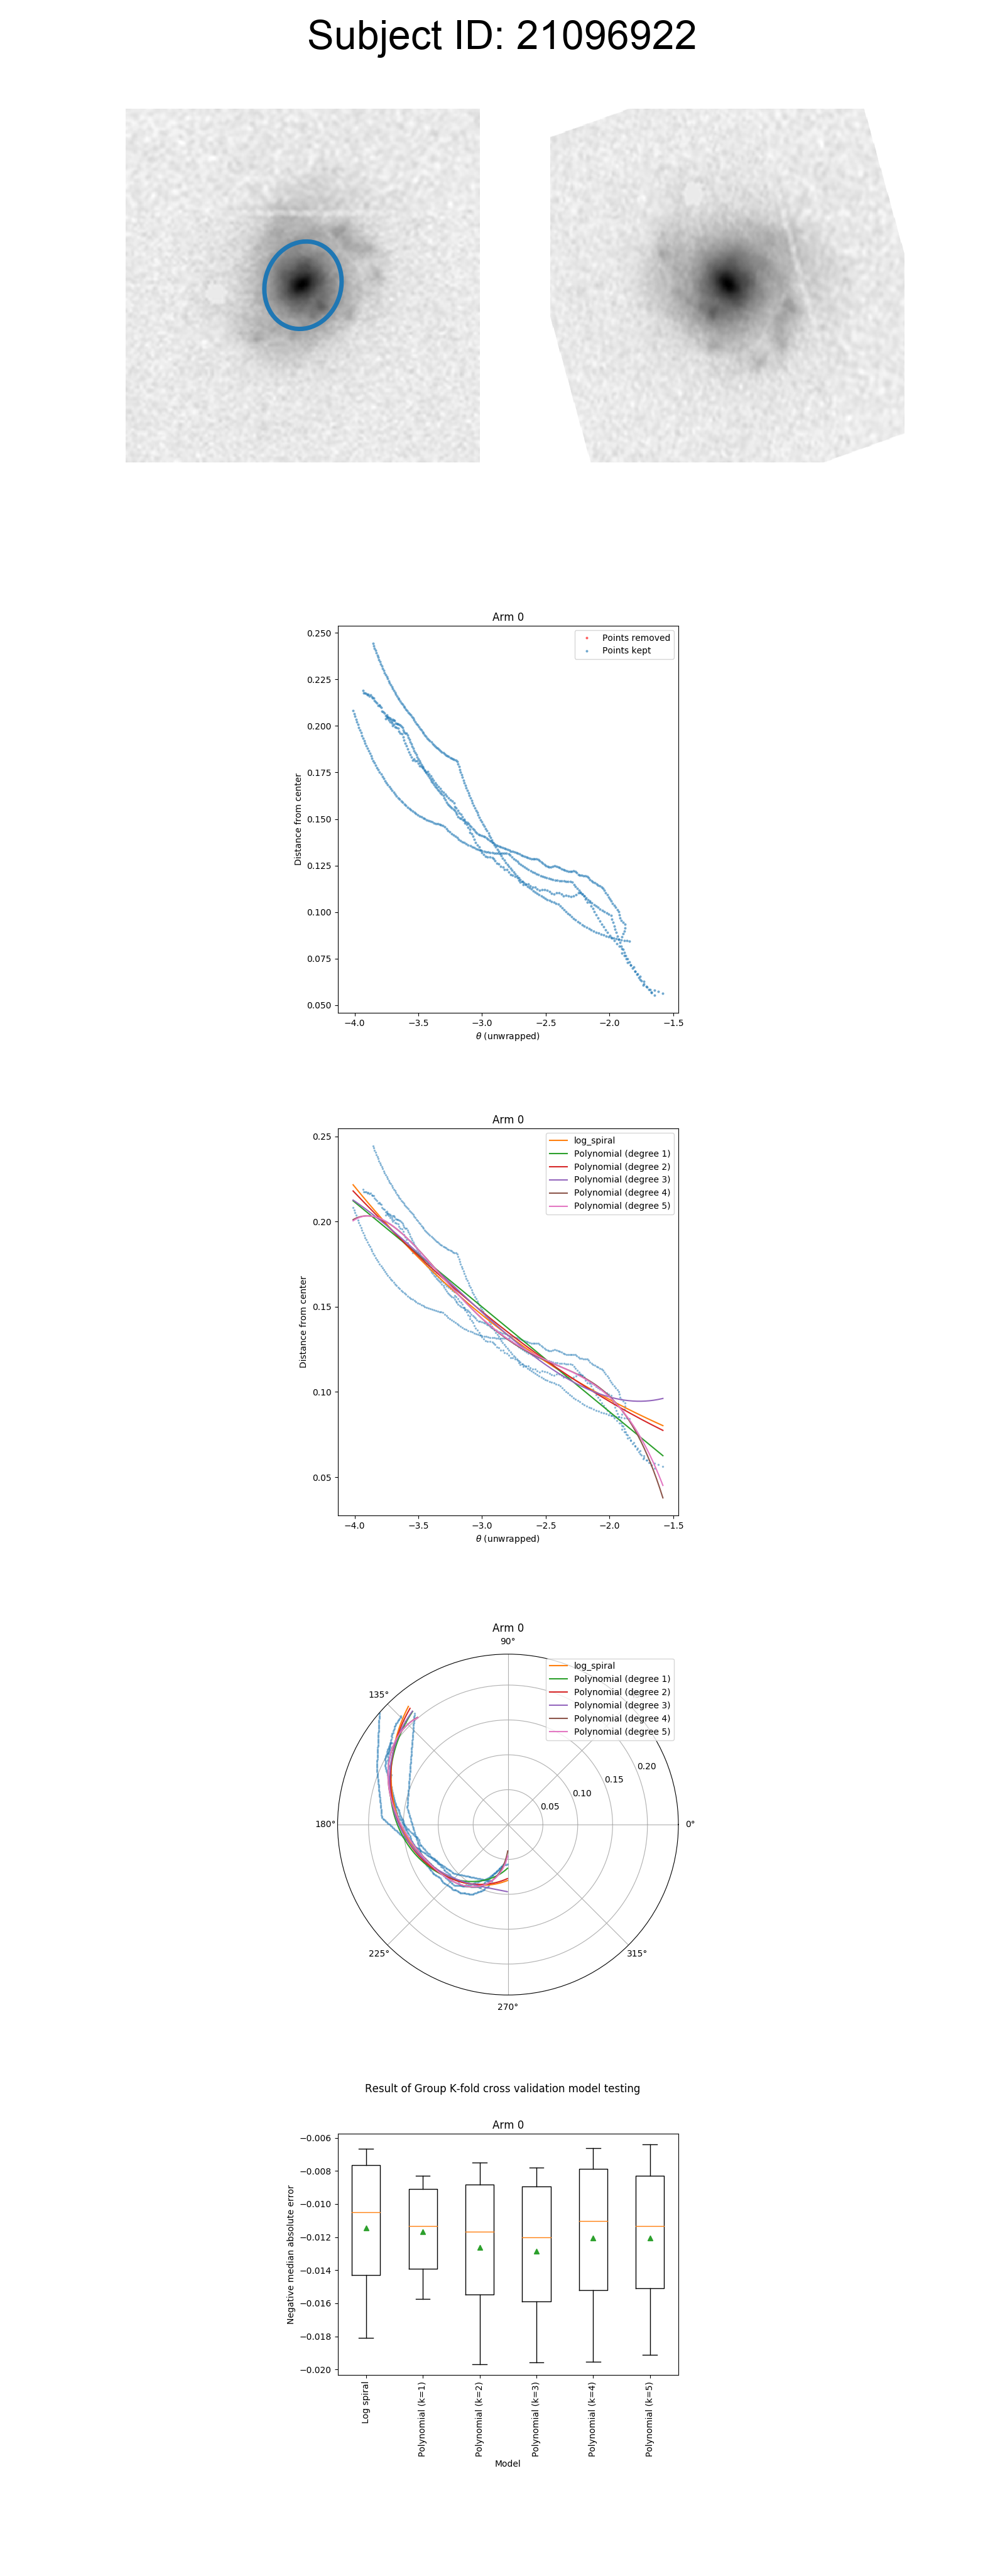 Subject ID: 21096922
Arm 0
Points removed
Points kept
0.250
0.225
0.200
0.175
0.150
0.125
0.100
0.075
0.050
Distance from center
−4.0 −3.5 −3.0 −2.5 −2.0 −1.5
θ (unwrapped)
Arm 0
log_spiral
Polynomial (degree 1)
Polynomial (degree 2)
Polynomial (degree 3)
Polynomial (degree 4)
Polynomial (degree 5)
0.25
0.20
0.15
0.10
0.05
Distance from center
−4.0 −3.5 −3.0 −2.5 −2.0 −1.5
θ (unwrapped)
Arm 0
90°
log_spiral
Polynomial (degree 1)
Polynomial (degree 2)
Polynomial (degree 3)
Polynomial (degree 4)
Polynomial (degree 5)
135°
0.20
0.15
0.10
0.05
180°
0°
225°
315°
270°
Result of Group K-fold cross validation model testing
Arm 0
−0.006
−0.008
−0.010
−0.012
−0.014
−0.016
−0.018
−0.020
Negative median absolute error
Log spiral
Polynomial (k=1)
Polynomial (k=2)
Polynomial (k=3)
Polynomial (k=4)
Polynomial (k=5)
Model